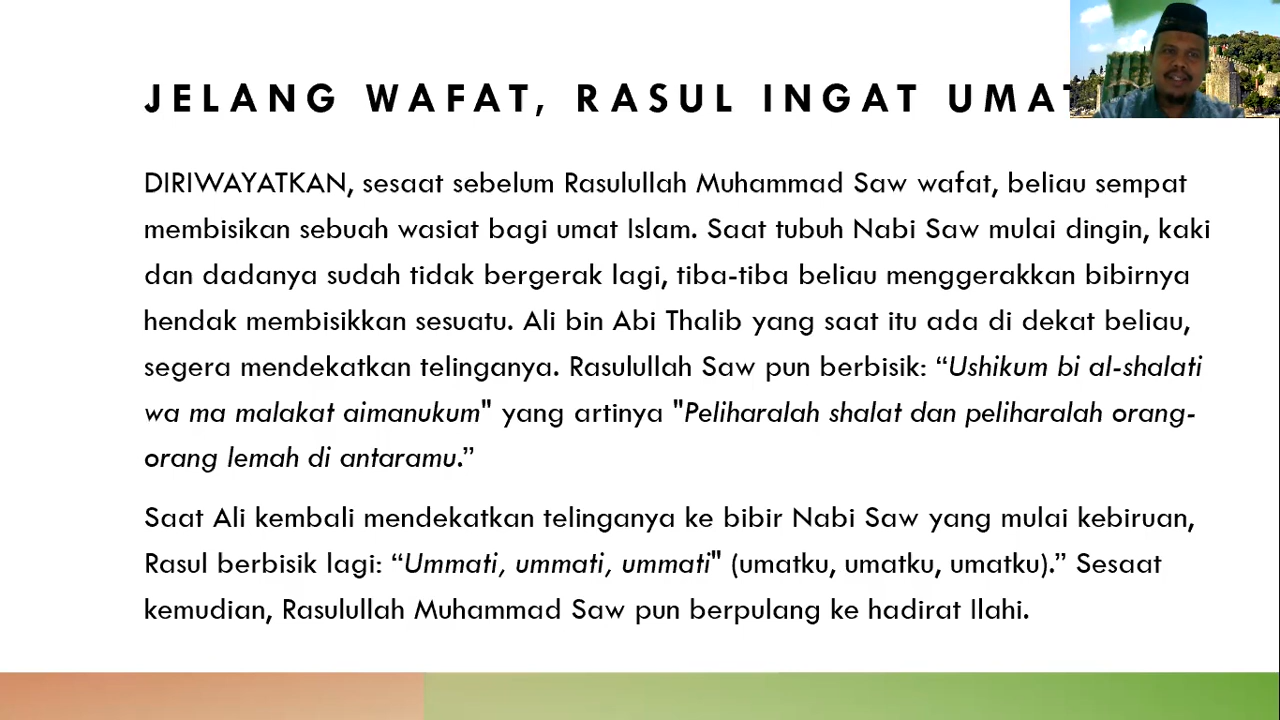 JELANG WAFAT, RASUL INGAT
DIRIWAYATKAN, sesaat sebelum Rasulullah Muhammad Saw wafat, beliau sempat
membisikan sebuah wasiat bagi umat Islam. Saat tubuh Nabi Saw mulai dingin, kaki
dan dadanya sudah tidak bergerak lagi, tiba-tiba beliau menggerakkan bibirnya
hendak membisikkan sesuatu. Ali bin Abi Thalib yang saat itu ada di dekat beliau,
segera mendekatkan telinganya. Rasulullah Saw pun berbisik: “Ushikum bi al-shalati
wa ma malakat aimanukum" yang artinya "Peliharalah shalat dan peliharalah orang-
orang lemah di antaramu.”
Saat Ali kembali mendekatkan telinganya ke bibir Nabi Saw yang mulai kebiruan,
Rasul berbisik lagi: “Ummati, ummati, ummati" (umatku, umatku, umatku).” Sesaat
kemudian, Rasulullah Muhammad Saw pun berpulang ke hadirat Ilahi.